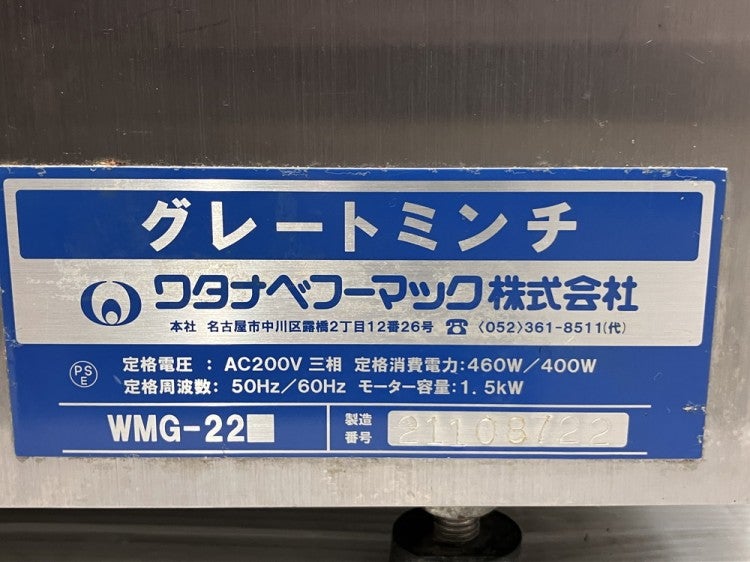 グレートミンチ
ワタナベフーマック株式会社
本社 名古屋市中川区露橋2丁目12番26号 ☎ 〈052〉361-8511(代)
PSE 定格電圧 : AC200V 三相 定格消費電力:460W/400W
定格周波数: 50Hz/60Hz モーター容量:1.5kW
WMG-22■ 製造番号 21108722